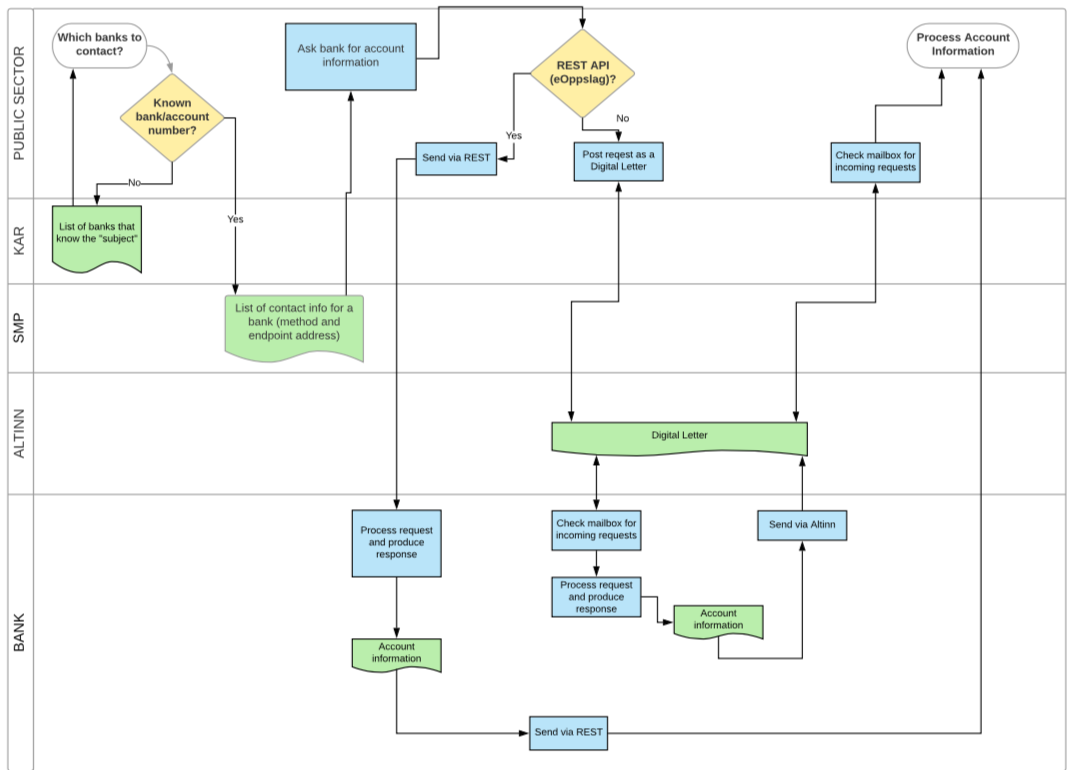 PUBLIC SECTOR
Which banks to
contact?
Known
bank/account
number?
No
Yes
Ask bank for account
information
REST API
(eOppslag)?
Yes
No
Send via REST
Post reqest as a
Digital Letter
Process Account
Information
Check mailbox for
incoming requests
KAR
List of banks that
know the "subject"
SMP
List of contact info for a
bank (method and
endpoint address)
ALTINN
Digital Letter
BANK
Process request
and produce
response
Account
information
Check mailbox for
incoming requests
Process request
and produce
response
Account
information
Send via Altinn
Send via REST